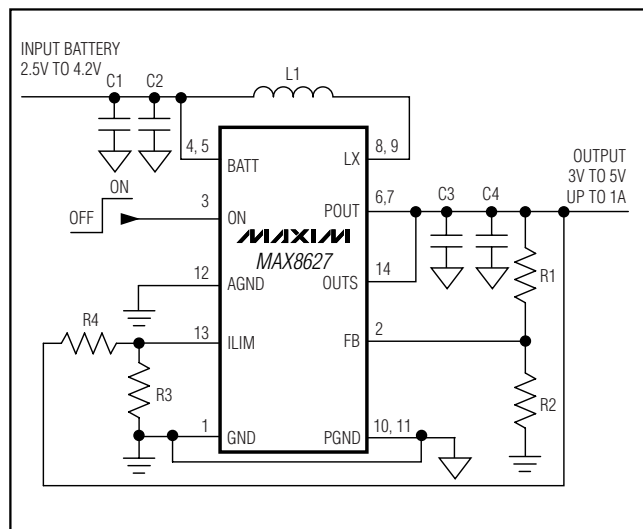 INPUT BATTERY
2.5V TO 4.2V
C1
C2
L1
4, 5
BATT
8, 9
LX
OUTPUT
3V TO 5V
UP TO 1A
ON
OFF
3
ON
POUT
6,7
C3
C4
MAXIM
MAX8627
R1
12
AGND
OUTS
14
R4
13
ILIM
FB
2
R3
R2
1
GND
PGND
10, 11